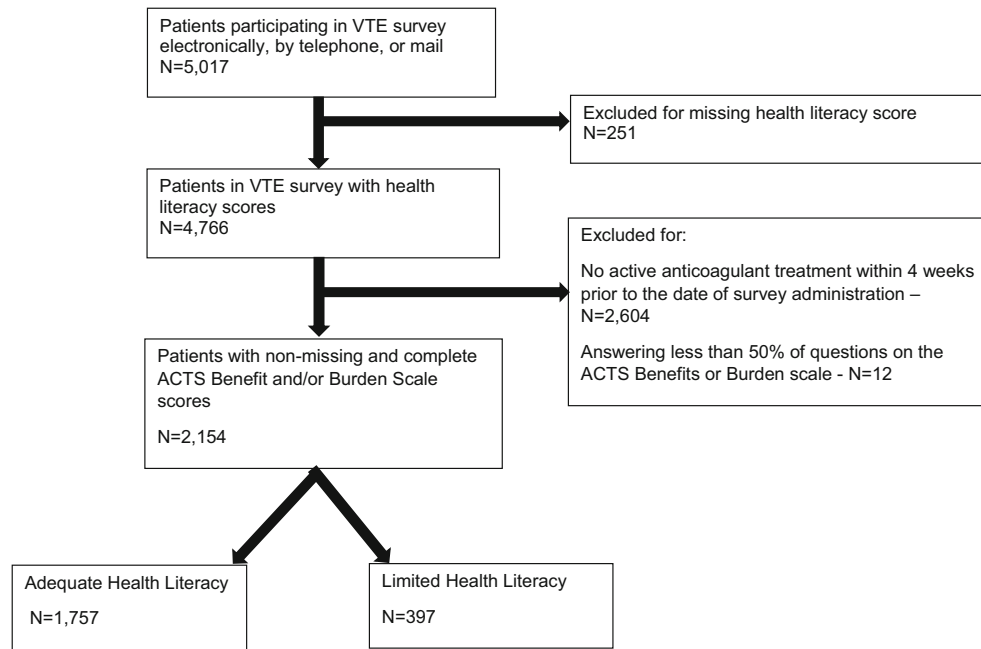 Patients participating in VTE survey
electronically, by telephone, or mail
N=5,017
Excluded for missing health literacy score
N=251
Patients in VTE survey with health
literacy scores
N=4,766
Excluded for:
No active anticoagulant treatment within 4 weeks
prior to the date of survey administration –
N=2,604
Answering less than 50% of questions on the
ACTS Benefits or Burden scale - N=12
Patients with non-missing and complete
ACTS Benefit and/or Burden Scale
scores
N=2,154
Adequate Health Literacy
N=1,757
Limited Health Literacy
N=397